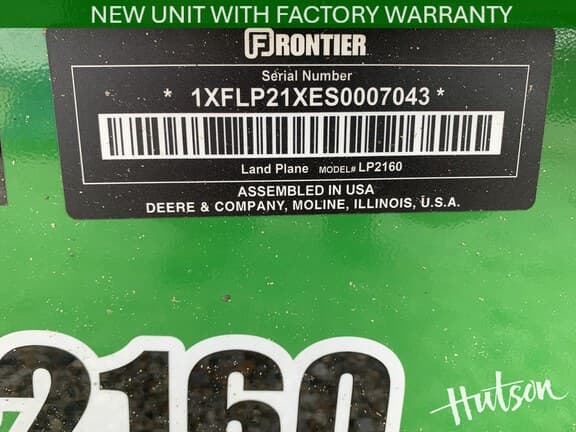 NEW UNIT WITH FACTORY WARRANTY
FRONTIER
Serial Number
* 1XFLP21XES0007043 *
Land Plane MODEL# LP2160
ASSEMBLED IN USA
DEERE & COMPANY, MOLINE, ILLINOIS, U.S.A.
2160
Hutson